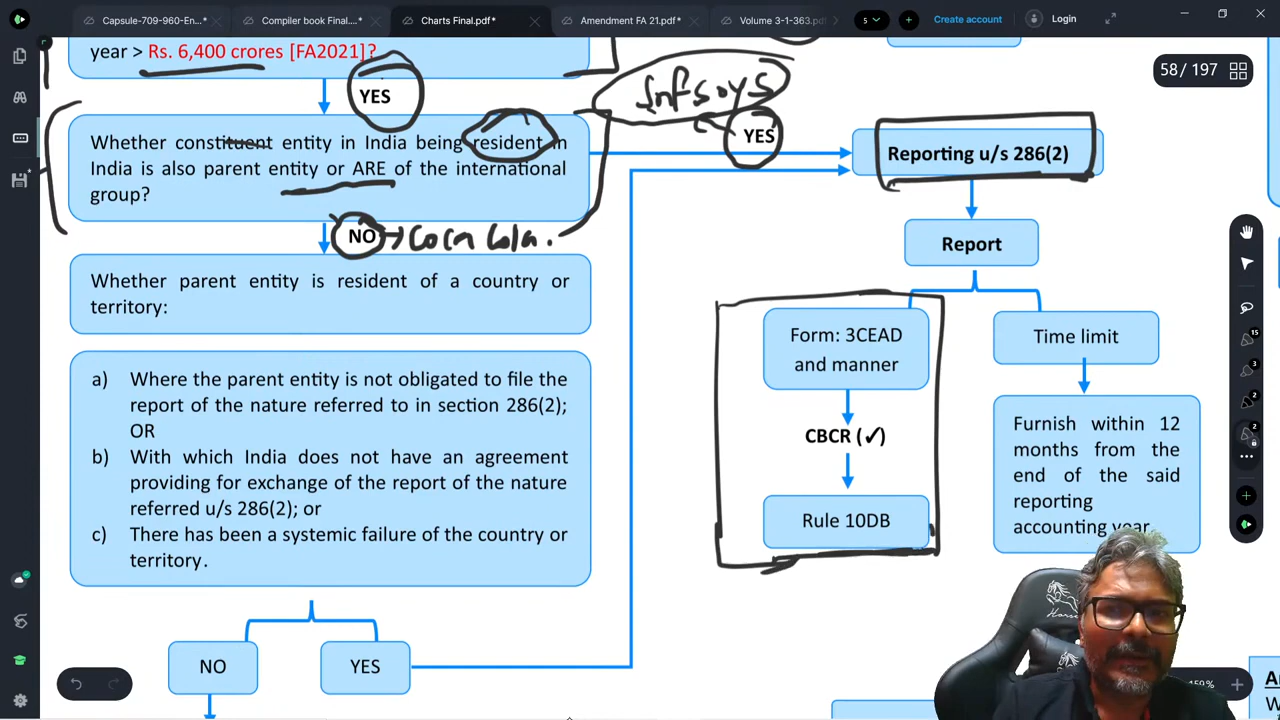 Capsule-709-960-En...*
Compiler book Final....*
Charts Final.pdf*
Amendment FA 21.pdf*
Volume 3-1-363.pdf
5
Create account
Login
year > Rs. 6,400 crores [FA2021]?
58 / 197
YES
Infsoys
Whether constituent entity in India being resident in
India is also parent entity or ARE of the international
group?
YES
Reporting u/s 286(2)
NO → Coca Cola.
Report
Whether parent entity is resident of a country or
territory:
Form: 3CEAD
and manner
Time limit
a) Where the parent entity is not obligated to file the
report of the nature referred to in section 286(2);
OR
b) With which India does not have an agreement
providing for exchange of the report of the nature
referred u/s 286(2); or
c) There has been a systemic failure of the country or
territory.
CBCR (✓)
Rule 10DB
Furnish within 12
months from the
end of the said
reporting
accounting year.
NO
YES
159%
15
3
2
2